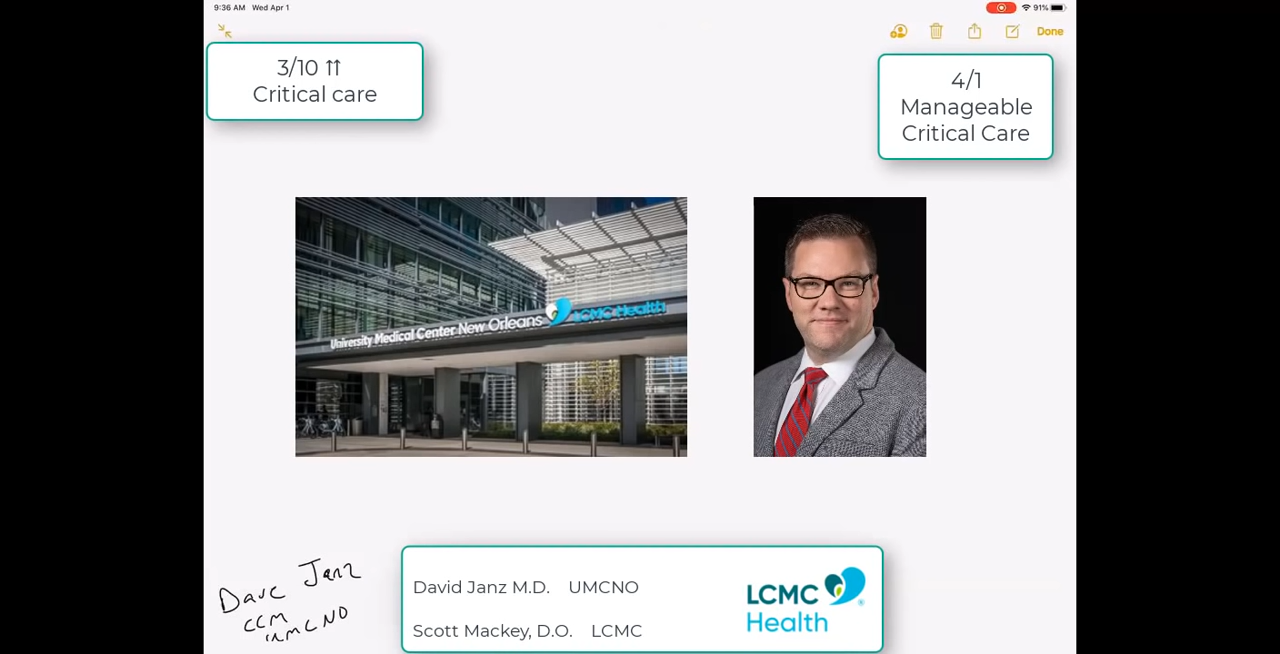 9:36 AM Wed Apr 1
91%
Done
3/10 ⇈
Critical care
4/1
Manageable
Critical Care
University Medical Center New Orleans LCMC Health
Dave Janz
CCM
UMCNO
David Janz M.D. UMCNO
Scott Mackey, D.O. LCMC
LCMC
Health